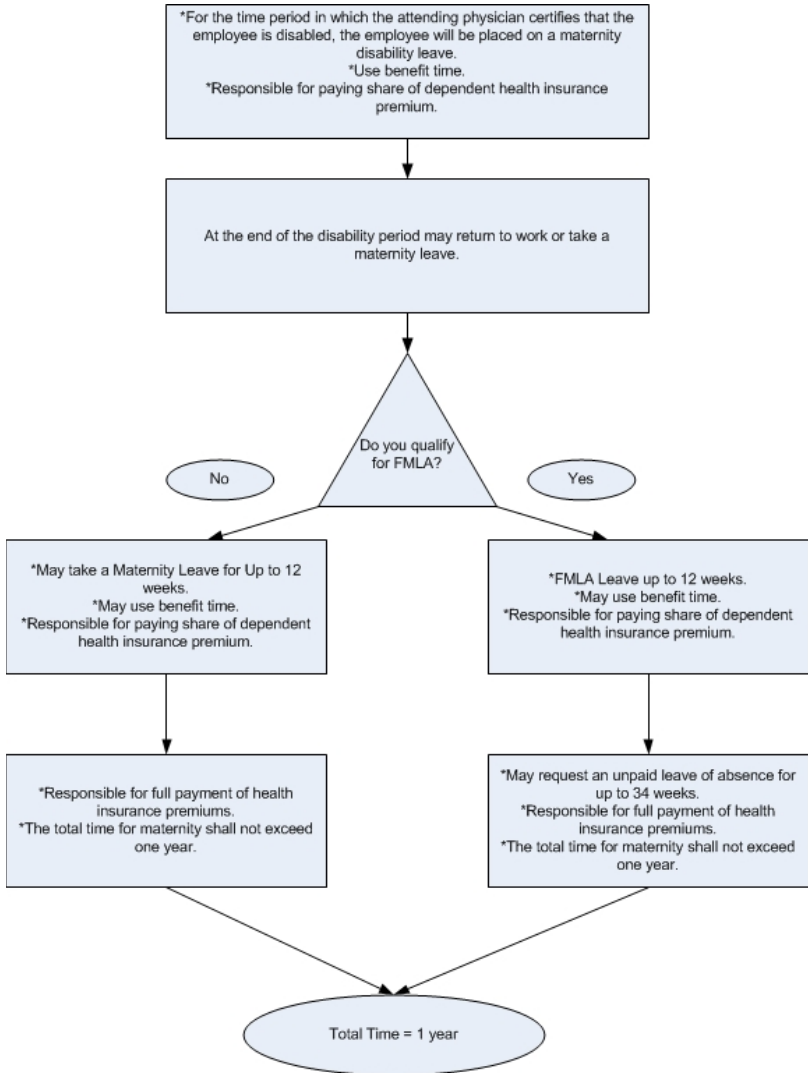 *For the time period in which the attending physician certifies that the
employee is disabled, the employee will be placed on a maternity
disability leave.
*Use benefit time.
*Responsible for paying share of dependent health insurance
premium.
At the end of the disability period may return to work or take a
maternity leave.
Do you qualify
for FMLA?
No
Yes
*May take a Maternity Leave for Up to 12
weeks.
*May use benefit time.
*Responsible for paying share of dependent
health insurance premium.
*FMLA Leave up to 12 weeks.
*May use benefit time.
*Responsible for paying share of dependent
health insurance premium.
*Responsible for full payment of health
insurance premiums.
*The total time for maternity shall not exceed
one year.
*May request an unpaid leave of absence for
up to 34 weeks.
*Responsible for full payment of health
insurance premiums.
*The total time for maternity shall not exceed
one year.
Total Time = 1 year